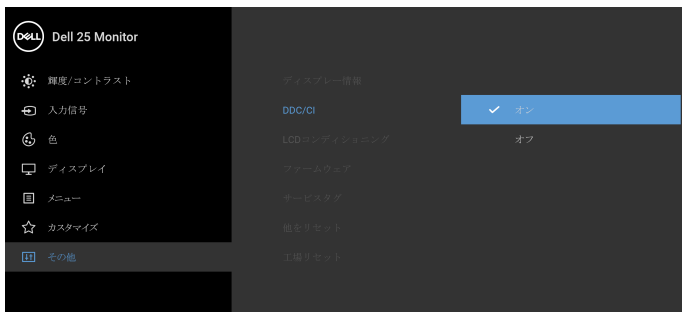 DELL Dell 25 Monitor
輝度/コントラスト
入力信号
色
ディスプレイ
メニュー
カスタマイズ
その他
ディスプレー情報
DDC/CI
LCDコンディショニング
ファームウェア
サービスタグ
他をリセット
工場リセット
オン
オフ